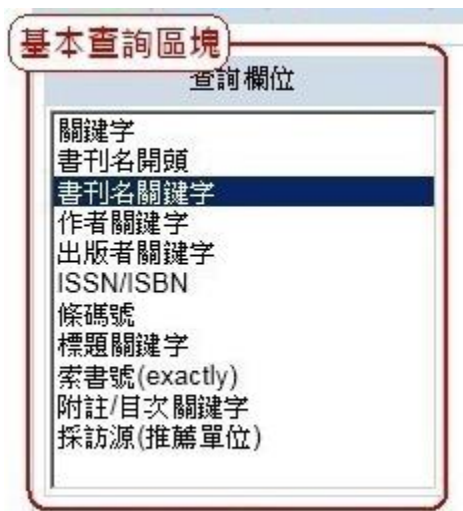 基本查詢區塊
查詢欄位
關鍵字
書刊名開頭
書刊名關鍵字
作者關鍵字
出版者關鍵字
ISSN/ISBN
條碼號
標題關鍵字
索書號(exactly)
附註/目次關鍵字
採訪源(推薦單位)